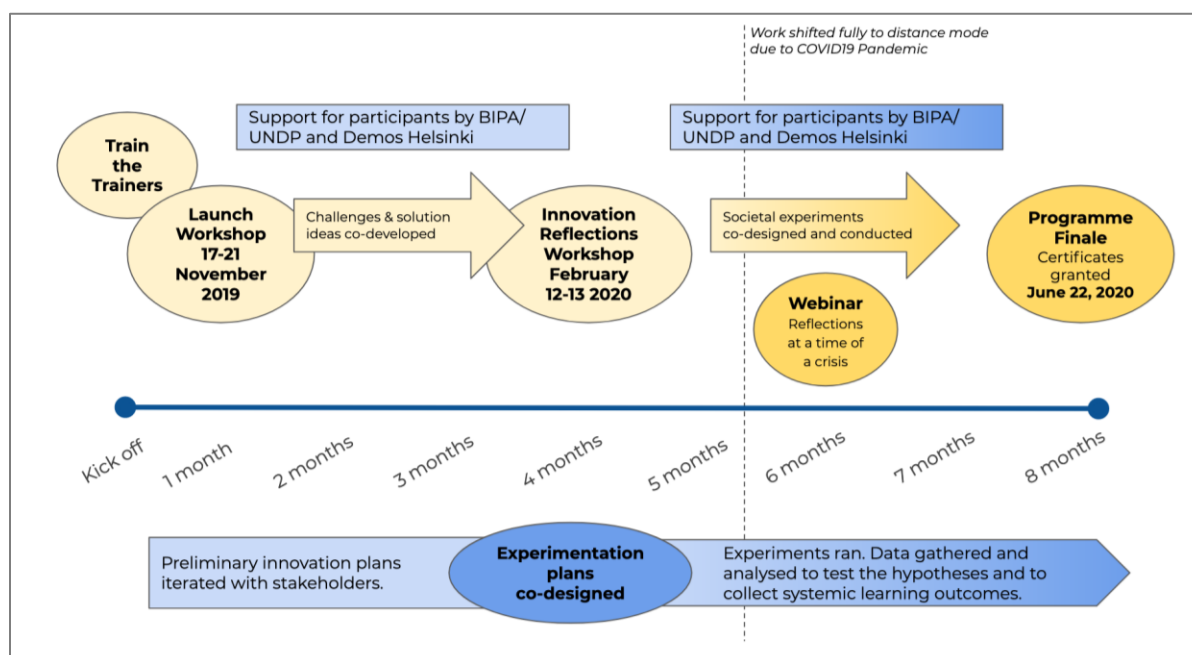 Work shifted fully to distance mode
due to COVID19 Pandemic
Support for participants by BIPA/
UNDP and Demos Helsinki
Support for participants by BIPA/
UNDP and Demos Helsinki
Train
the
Trainers
Launch
Workshop
17-21
November
2019
Challenges & solution
ideas co-developed
Innovation
Reflections
Workshop
February
12-13 2020
Societal experiments
co-designed and conducted
Programme
Finale
Certificates
granted
June 22, 2020
Webinar
Reflections
at a time of
a crisis
Kick off
1 month
2 months
3 months
4 months
5 months
6 months
7 months
8 months
Preliminary innovation plans
iterated with stakeholders.
Experimentation
plans
co-designed
Experiments ran. Data gathered and
analysed to test the hypotheses and to
collect systemic learning outcomes.